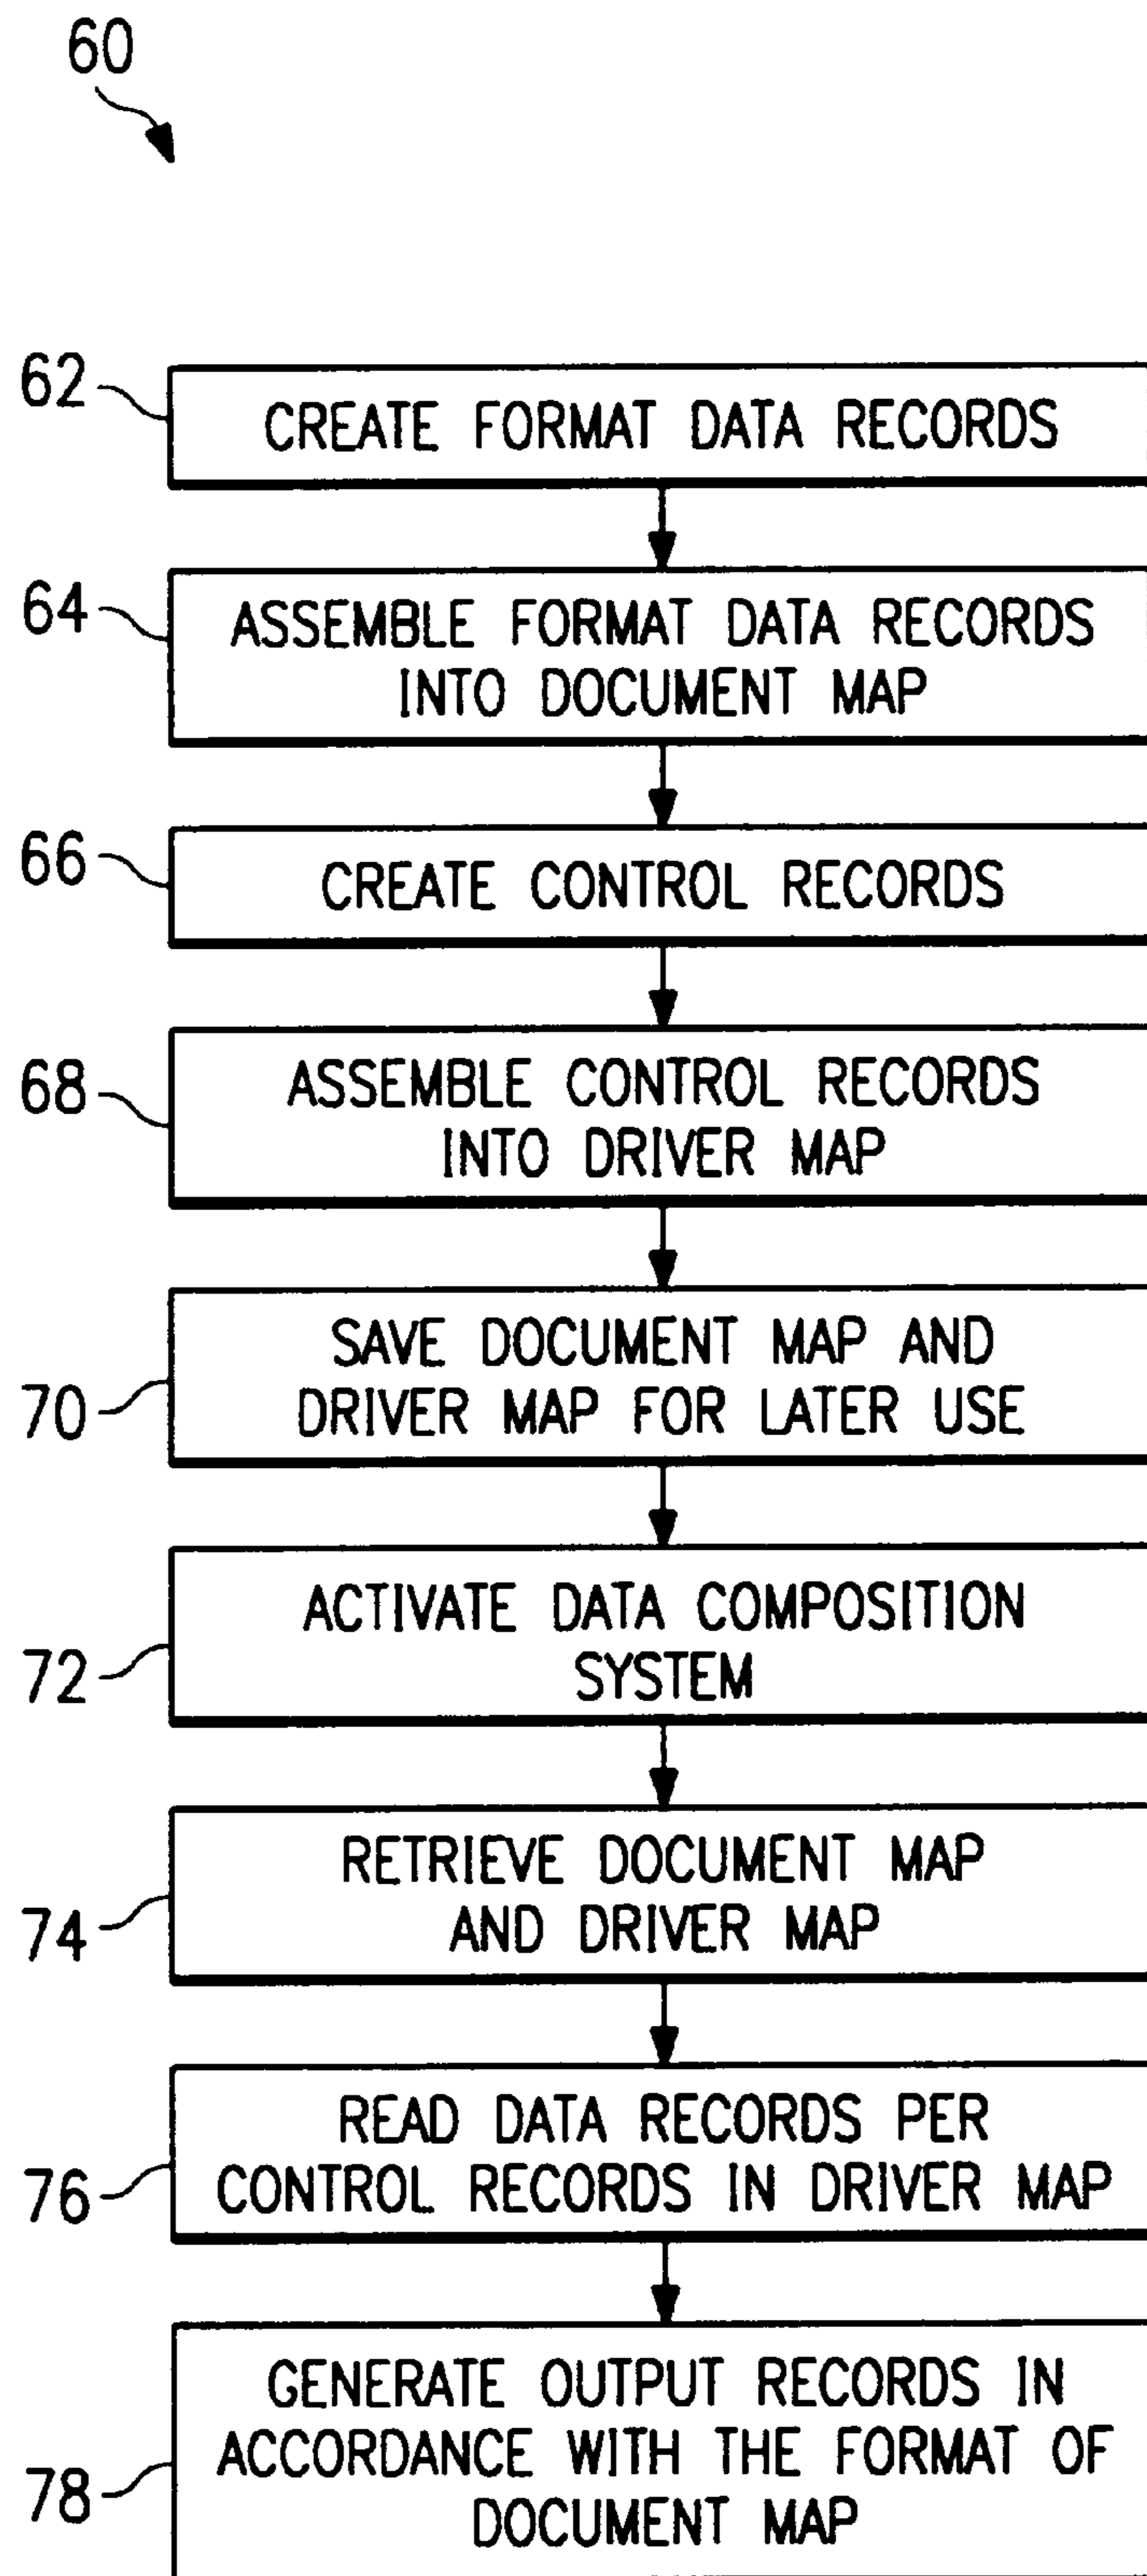 60
62
CREATE FORMAT DATA RECORDS
64
ASSEMBLE FORMAT DATA RECORDS
INTO DOCUMENT MAP
66
CREATE CONTROL RECORDS
68
ASSEMBLE CONTROL RECORDS
INTO DRIVER MAP
70
SAVE DOCUMENT MAP AND
DRIVER MAP FOR LATER USE
72
ACTIVATE DATA COMPOSITION
SYSTEM
74
RETRIEVE DOCUMENT MAP
AND DRIVER MAP
76
READ DATA RECORDS PER
CONTROL RECORDS IN DRIVER MAP
78
GENERATE OUTPUT RECORDS IN
ACCORDANCE WITH THE FORMAT OF
DOCUMENT MAP